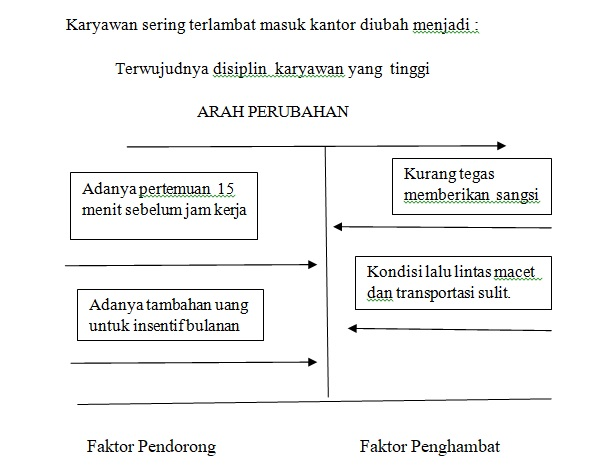 Karyawan sering terlambat masuk kantor diubah menjadi :
Terwujudnya disiplin karyawan yang tinggi
ARAH PERUBAHAN
Adanya pertemuan 15
menit sebelum jam kerja
Kurang tegas
memberikan sangsi
Adanya tambahan uang
untuk insentif bulanan
Kondisi lalu lintas macet
dan transportasi sulit.
Faktor Pendorong
Faktor Penghambat